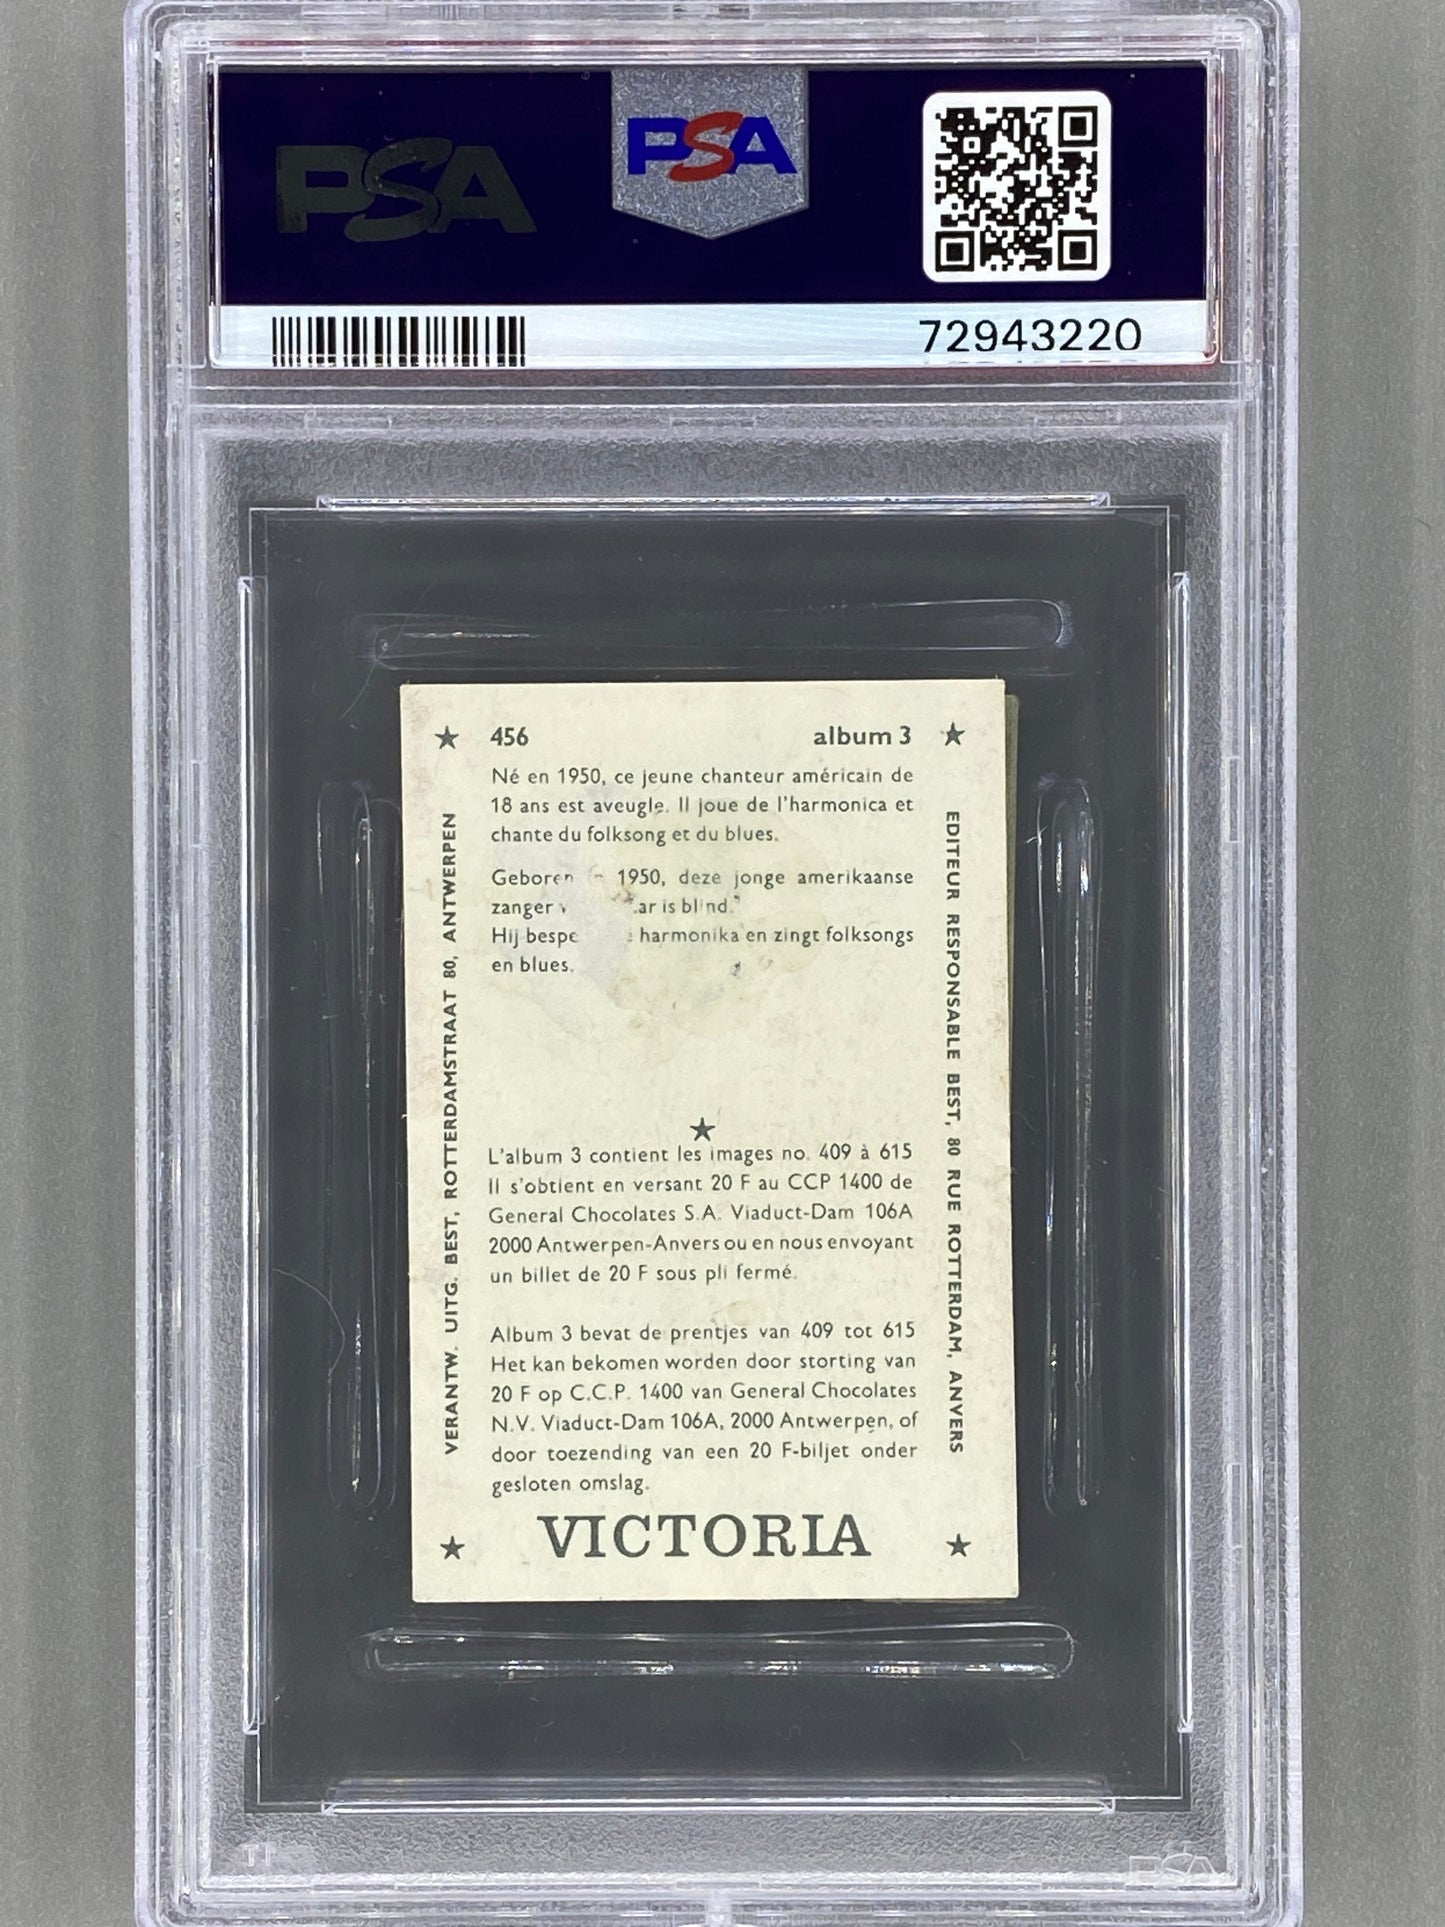 PSA
PSA
72943220
456 album 3
Né en 1950, ce jeune chanteur américain de
18 ans est aveugle. Il joue de l'harmonica et
chante du folksong et du blues.
1950, deze jonge amerikaanse
zanger is blind.
Hij harmonika en zingt folksongs
en blues.
L'album 3 contient les images no. 409 à 615
Il s'obtient en versant 20 F au CCP 1400 de
General Chocolates S.A. Viaduct-Dam 106A
2000 Antwerpen-Anvers ou en nous envoyant
un billet de 20 F sous pli fermé.
Album 3 bevat de prentjes van 409 tot 615
Het kan bekomen worden door storting van
20 F op C.C.P. 1400 van General Chocolates
N.V. Viaduct-Dam 106A, 2000 Antwerpen, of
door toezending van een 20 F-biljet onder
gesloten omslag.
VICTORIA
VERANTW. UITG. BEST, ROTTERDAMSTRAAT 80, ANTWERPEN
EDITEUR RESPONSABLE BEST, 80 RUE ROTTERDAM, ANVERS
PSA